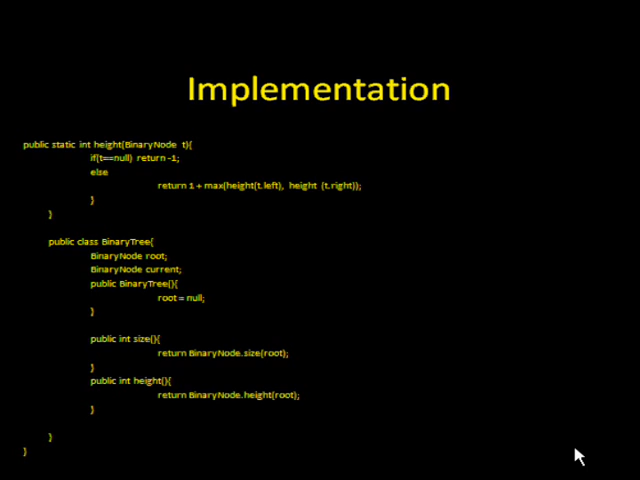 Implementation
public static int height(BinaryNode t){
if(t==null) return -1;
else
return 1 + max(height(t.left), height (t.right));
}
}
public class BinaryTree{
BinaryNode root;
BinaryNode current;
public BinaryTree(){
root = null;
}
public int size(){
return BinaryNode.size(root);
}
public int height(){
return BinaryNode.height(root);
}
}
}